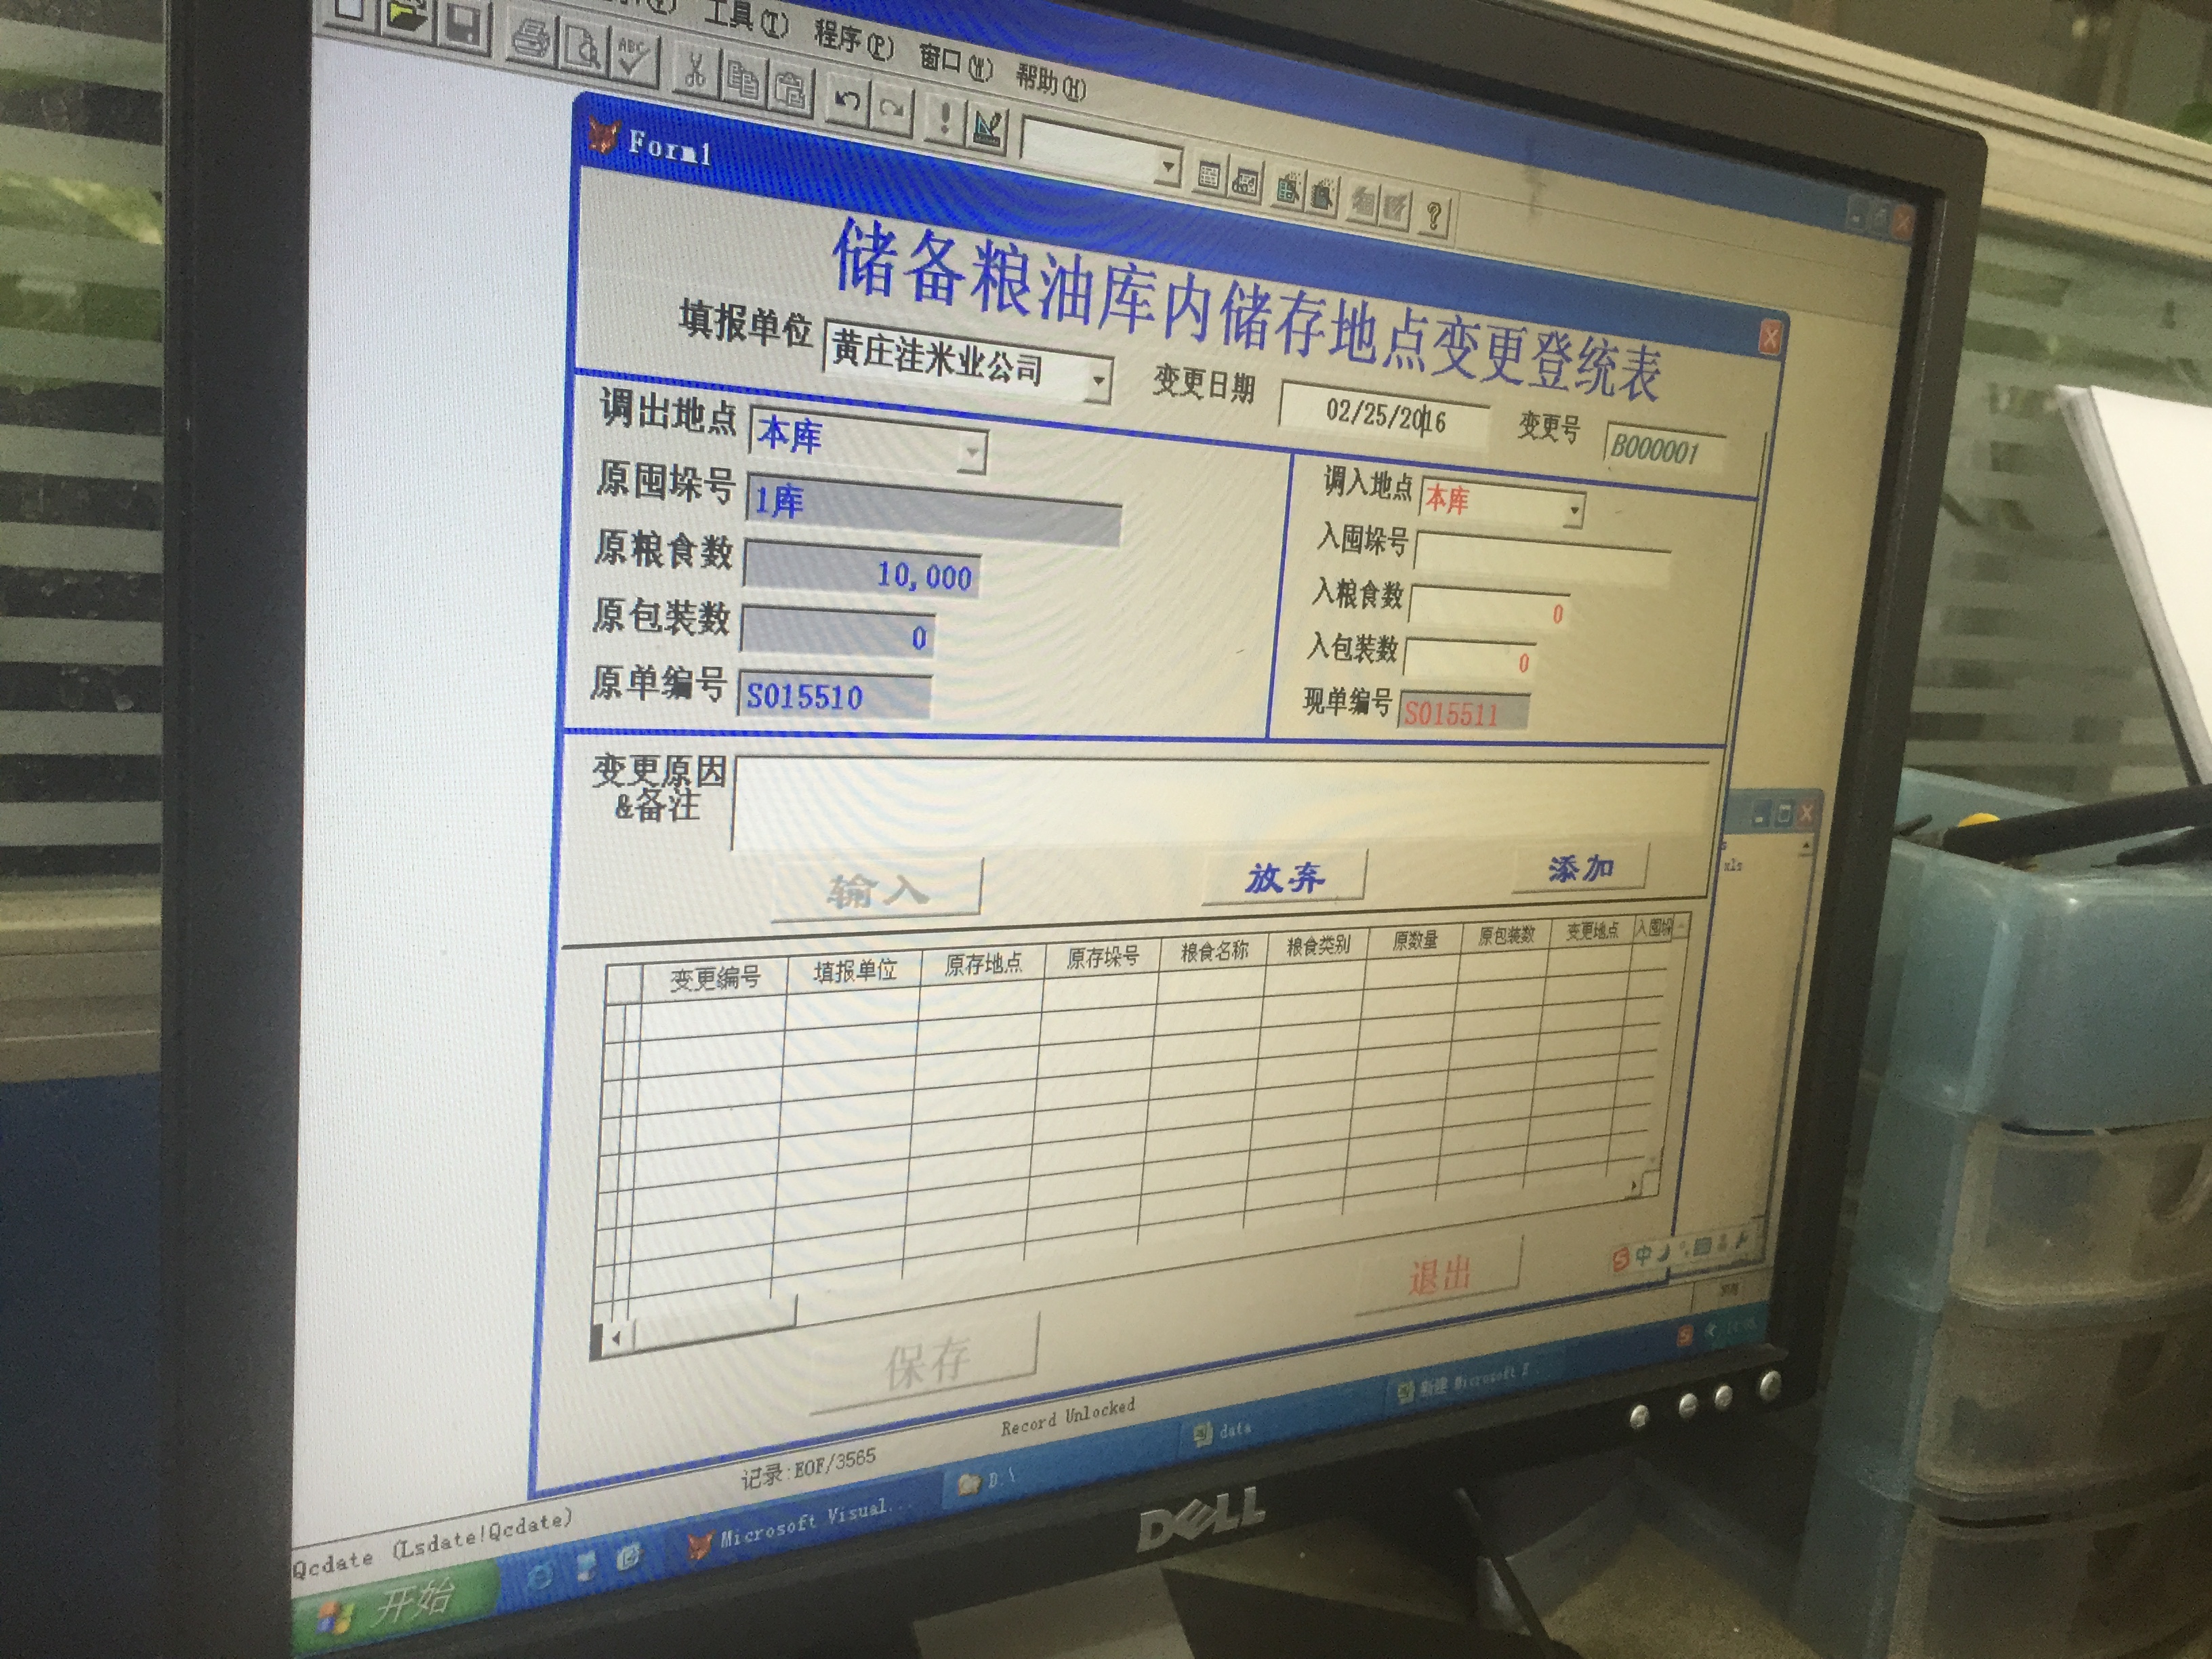 工具(T) 程序(P) 窗口(W) 帮助(H)
ABC
Form1
储备粮油库内储存地点变更登统表
填报单位 黄庄洼米业公司 变更日期 02/25/2016 变更号 B000001
调出地点 本库
原囤垛号 1库
原粮食数 10,000
原包装数 0
原单编号 S015510
调入地点 本库
入囤垛号
入粮食数 0
入包装数 0
现单编号 S015511
变更原因
&备注
输入 放弃 添加
xls
变更编号 填报单位 原存地点 原存垛号 粮食名称 粮食类别 原数量 原包装数 变更地点 入囤垛
保存 退出
中
Qcdate (Lsdate!Qcdate) 记录:EOF/3565 Record Unlocked
开始 Microsoft Visual... D:\ data 新建 Microsoft E
DELL